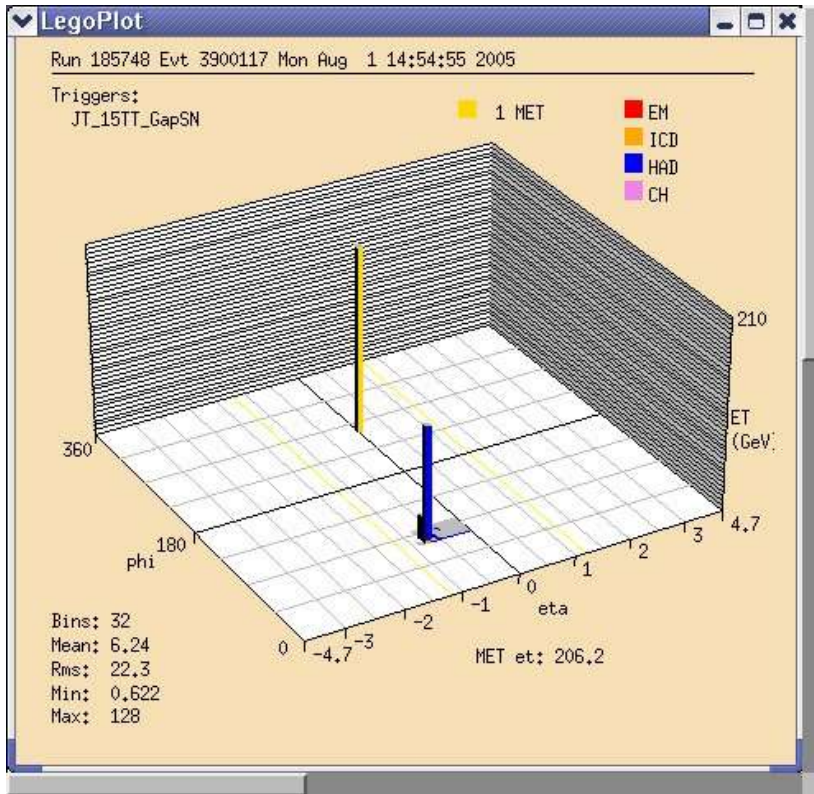 LegoPlot
Run 185748 Evt 3900117 Mon Aug 1 14:54:55 2005
Triggers:
JT_15TT_GapSN
1 MET
EM
ICD
HAD
CH
210
ET
(GeV)
360
180
phi
0
-4.7
-3
-2
-1
0
1
2
3
4.7
eta
MET et: 206.2
Bins: 32
Mean: 6.24
Rms: 22.3
Min: 0.622
Max: 128